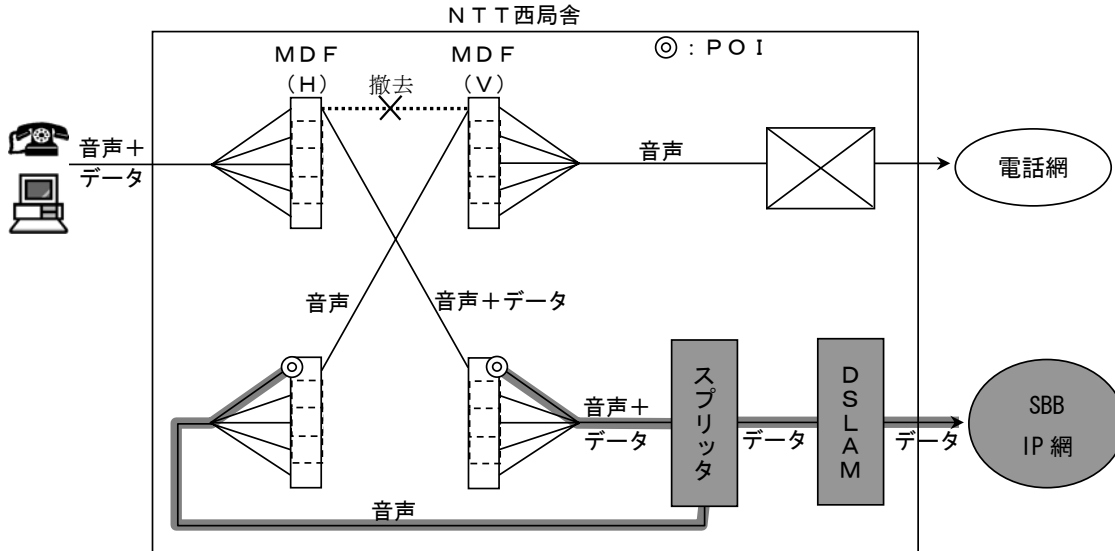 NTT西局舎
MDF
(H)
MDF
(V)
◎:POI
撤去
音声+
データ
音声
電話網
音声
音声+データ
音声+
データ
スプリッタ
データ
DSLAM
データ
SBB
IP網
音声